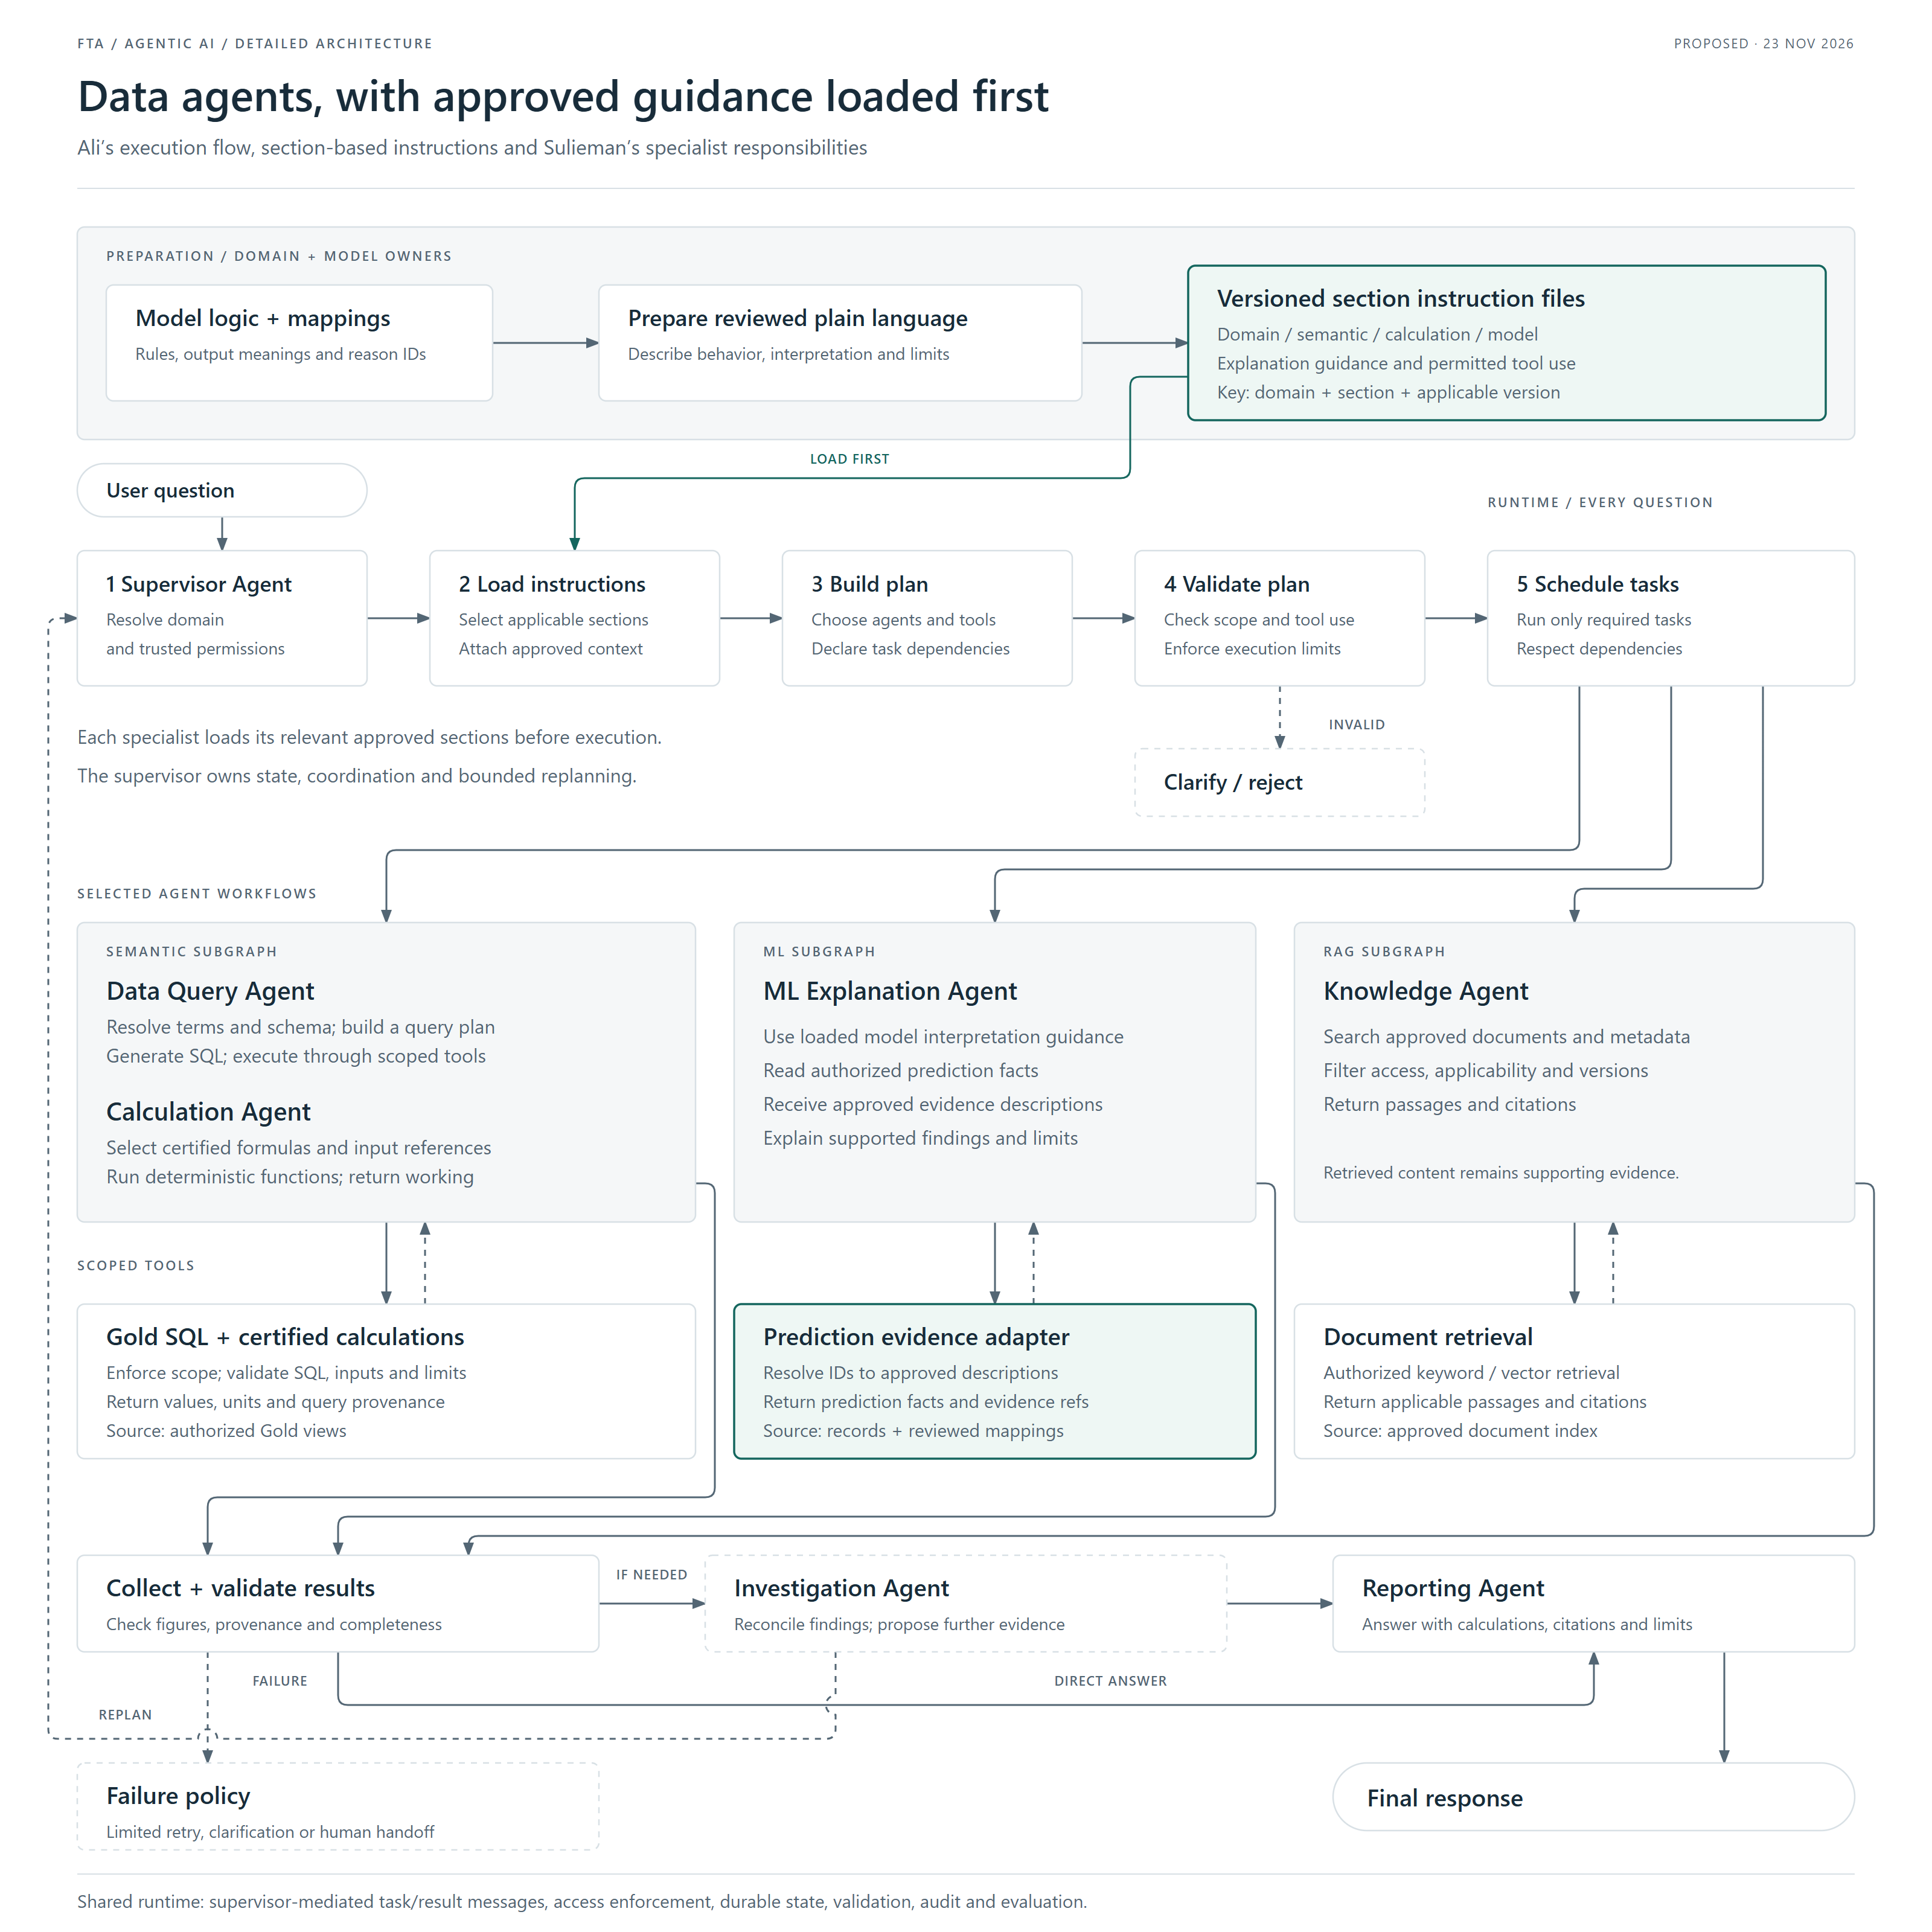 FTA / AGENTIC AI / DETAILED ARCHITECTURE
PROPOSED · 23 NOV 2026
Data agents, with approved guidance loaded first
Ali's execution flow, section-based instructions and Sulieman's specialist responsibilities
PREPARATION / DOMAIN + MODEL OWNERS
Model logic + mappings
Rules, output meanings and reason IDs
Prepare reviewed plain language
Describe behavior, interpretation and limits
Versioned section instruction files
Domain / semantic / calculation / model
Explanation guidance and permitted tool use
Key: domain + section + applicable version
LOAD FIRST
User question
RUNTIME / EVERY QUESTION
1 Supervisor Agent
Resolve domain
and trusted permissions
2 Load instructions
Select applicable sections
Attach approved context
3 Build plan
Choose agents and tools
Declare task dependencies
4 Validate plan
Check scope and tool use
Enforce execution limits
5 Schedule tasks
Run only required tasks
Respect dependencies
Each specialist loads its relevant approved sections before execution.
The supervisor owns state, coordination and bounded replanning.
INVALID
Clarify / reject
SELECTED AGENT WORKFLOWS
SEMANTIC SUBGRAPH
Data Query Agent
Resolve terms and schema; build a query plan
Generate SQL; execute through scoped tools
Calculation Agent
Select certified formulas and input references
Run deterministic functions; return working
ML SUBGRAPH
ML Explanation Agent
Use loaded model interpretation guidance
Read authorized prediction facts
Receive approved evidence descriptions
Explain supported findings and limits
RAG SUBGRAPH
Knowledge Agent
Search approved documents and metadata
Filter access, applicability and versions
Return passages and citations
Retrieved content remains supporting evidence.
SCOPED TOOLS
Gold SQL + certified calculations
Enforce scope; validate SQL, inputs and limits
Return values, units and query provenance
Source: authorized Gold views
Prediction evidence adapter
Resolve IDs to approved descriptions
Return prediction facts and evidence refs
Source: records + reviewed mappings
Document retrieval
Authorized keyword / vector retrieval
Return applicable passages and citations
Source: approved document index
Collect + validate results
Check figures, provenance and completeness
IF NEEDED
Investigation Agent
Reconcile findings; propose further evidence
Reporting Agent
Answer with calculations, citations and limits
FAILURE
DIRECT ANSWER
REPLAN
Failure policy
Limited retry, clarification or human handoff
Final response
Shared runtime: supervisor-mediated task/result messages, access enforcement, durable state, validation, audit and evaluation.